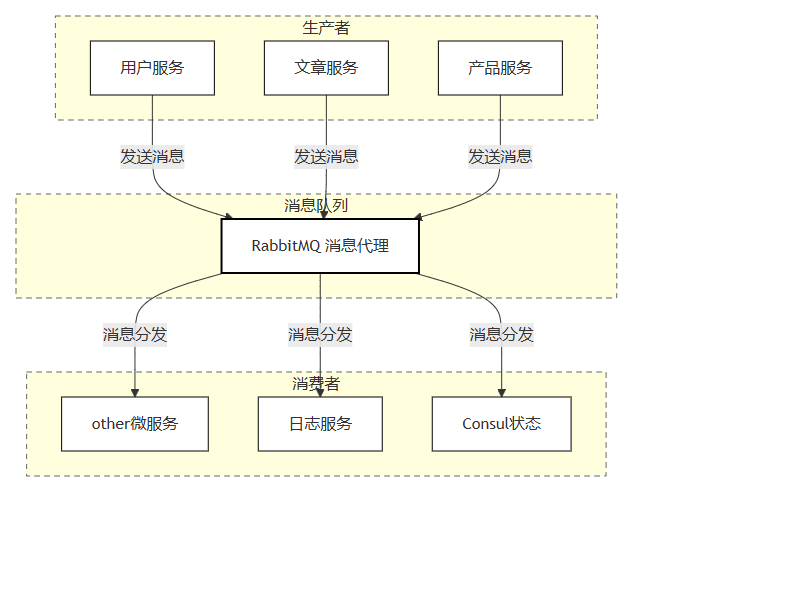 生产者
用户服务
文章服务
产品服务
发送消息
发送消息
发送消息
消息队列
RabbitMQ 消息代理
消息分发
消息分发
消息分发
消费者
other微服务
日志服务
Consul状态